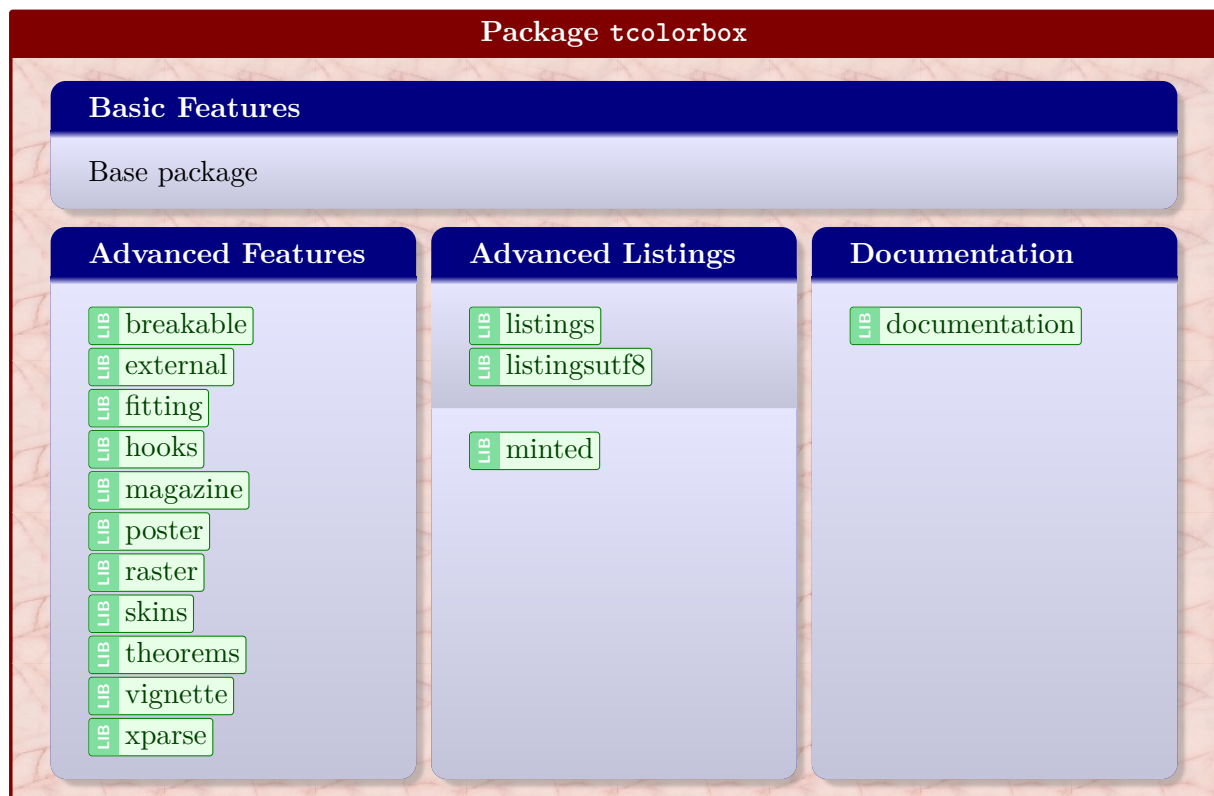 Package tcolorbox
Basic Features
Base package
Advanced Features
LIB breakable
LIB external
LIB fitting
LIB hooks
LIB magazine
LIB poster
LIB raster
LIB skins
LIB theorems
LIB vignette
LIB xparse
Advanced Listings
LIB listings
LIB listingsutf8
LIB minted
Documentation
LIB documentation